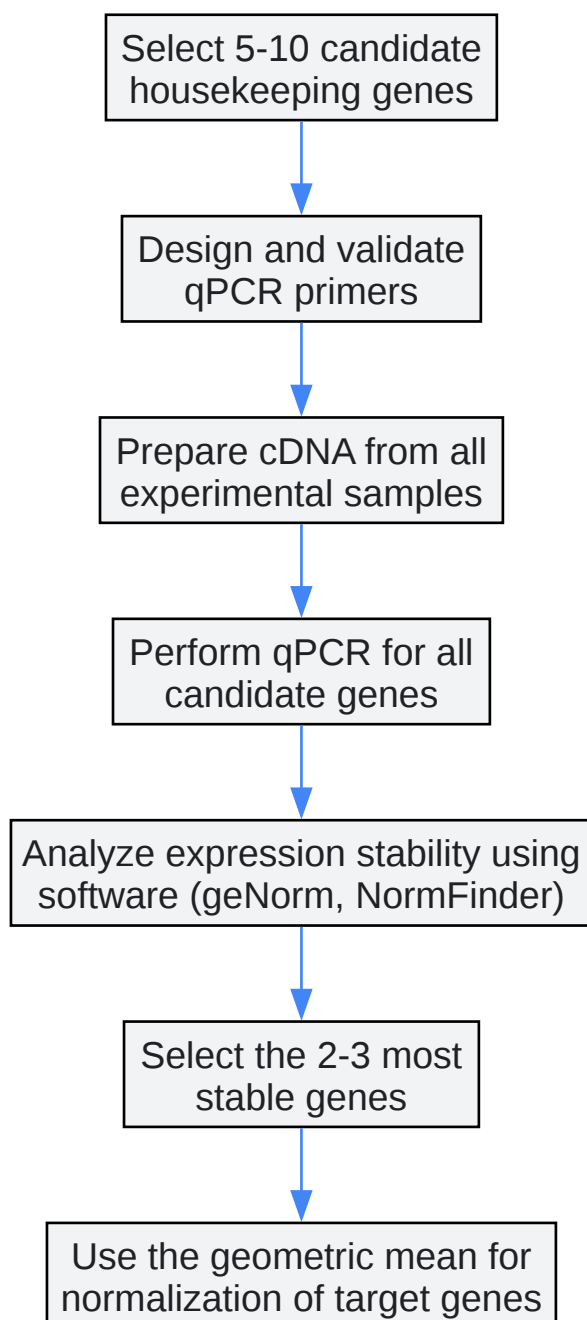 Select 5-10 candidate
housekeeping genes
Design and validate
qPCR primers
Prepare cDNA from all
experimental samples
Perform qPCR for all
candidate genes
Analyze expression stability using
software (geNorm, NormFinder)
Select the 2-3 most
stable genes
Use the geometric mean for
normalization of target genes